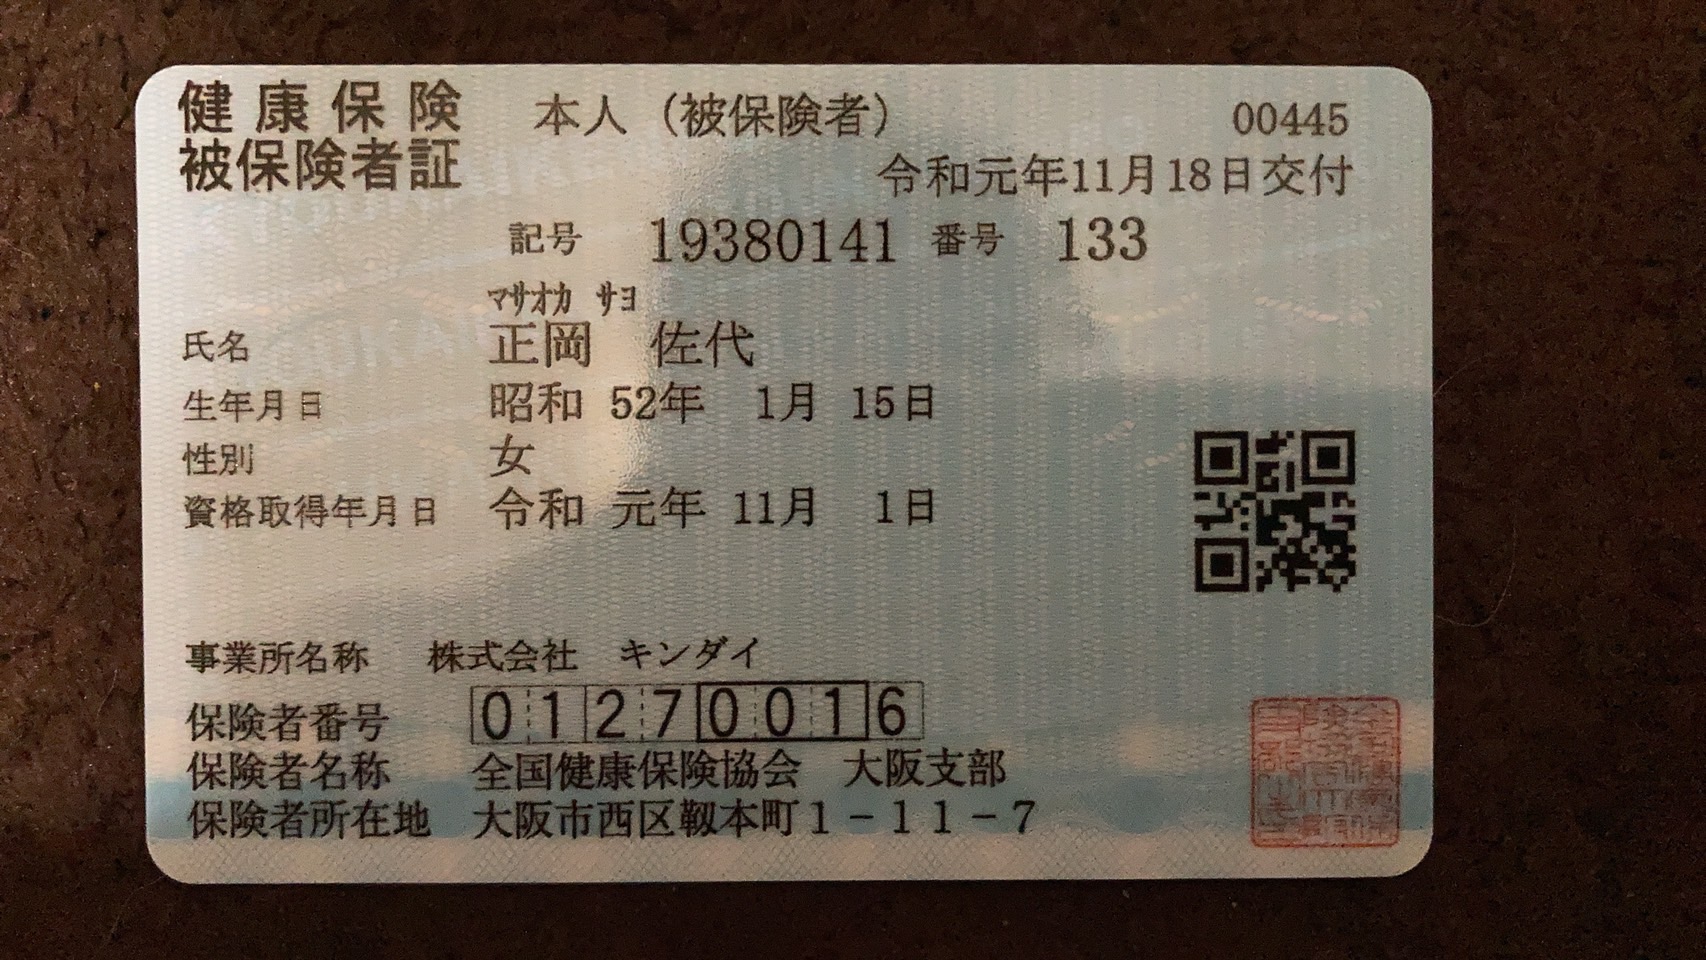 健康保険 本人（被保険者） 00445
被保険者証 令和元年11月18日交付
記号 19380141 番号 133
ﾏｻｵｶ ｻﾖ
氏名 正岡 佐代
生年月日 昭和 52年 1月 15日
性別 女
資格取得年月日 令和 元年 11月 1日
事業所名称 株式会社 キンダイ
保険者番号 01270016
保険者名称 全国健康保険協会 大阪支部
保険者所在地 大阪市西区靱本町１－１１－７